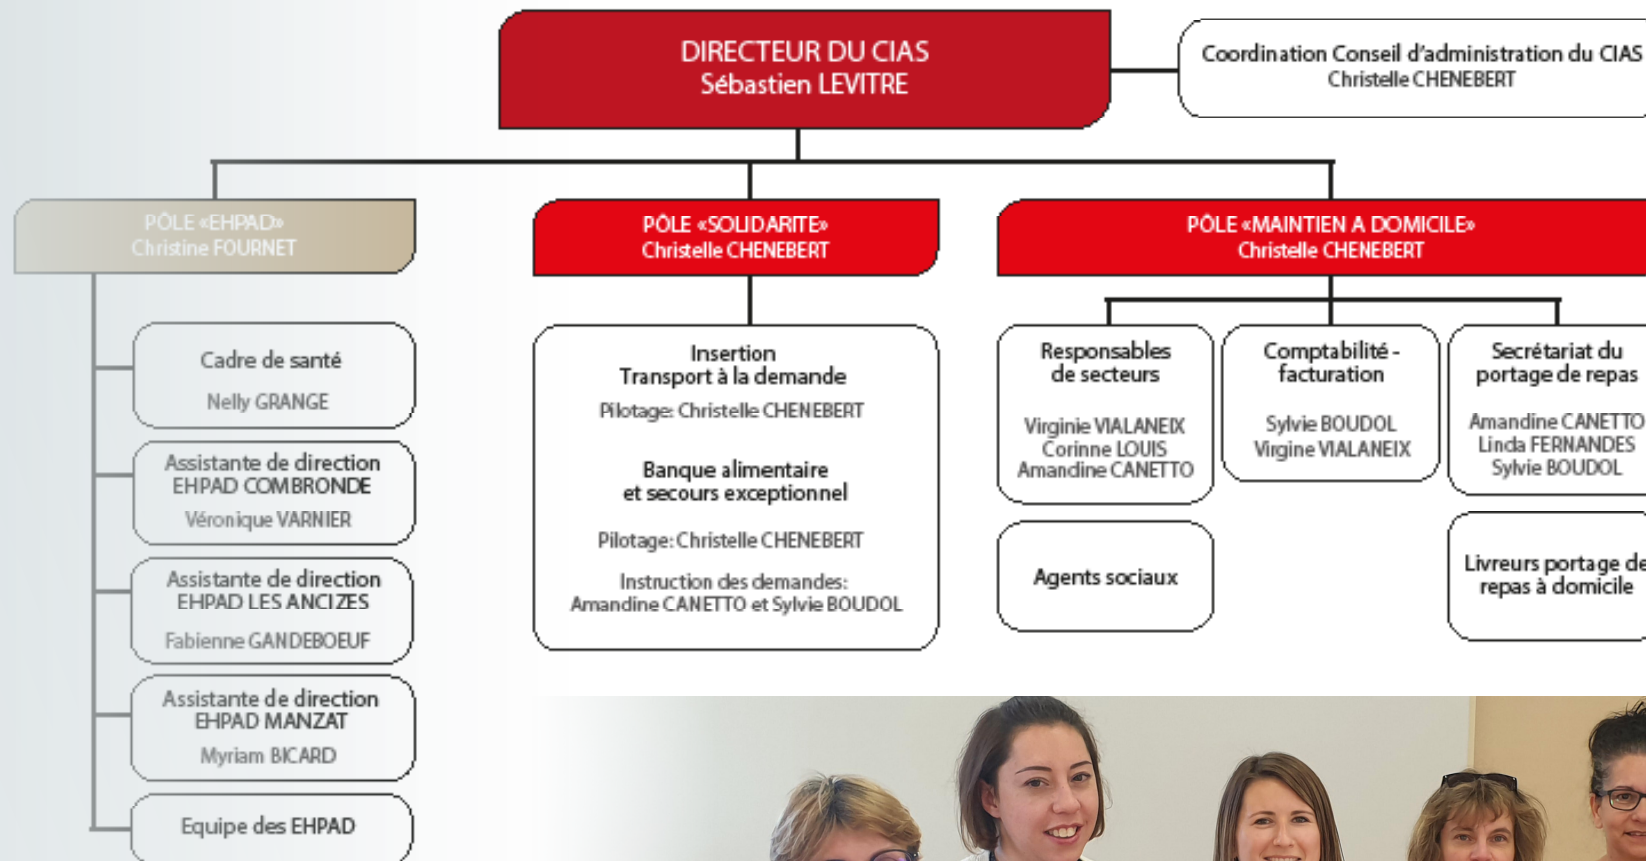 DIRECTEUR DU CIAS
Sébastien LEVITRE
Coordination Conseil d'administration du CIAS
Christelle CHENEBERT
PÔLE «EHPAD»
Christine FOURNET
Cadre de santé
Nelly GRANGE
Assistante de direction
EHPAD COMBRONDE
Véronique VARNIER
Assistante de direction
EHPAD LES ANCIZES
Fabienne GANDEBOEUF
Assistante de direction
EHPAD MANZAT
Myriam BICARD
Equipe des EHPAD
PÔLE «SOLIDARITE»
Christelle CHENEBERT
Insertion
Transport à la demande
Pilotage: Christelle CHENEBERT
Banque alimentaire
et secours exceptionnel
Pilotage: Christelle CHENEBERT
Instruction des demandes:
Amandine CANETTO et Sylvie BOUDOL
PÔLE «MAINTIEN A DOMICILE»
Christelle CHENEBERT
Responsables
de secteurs
Virginie VIALANEIX
Corinne LOUIS
Amandine CANETTO
Agents sociaux
Comptabilité -
facturation
Sylvie BOUDOL
Virgine VIALANEIX
Secrétariat du
portage de repas
Amandine CANETTO
Linda FERNANDES
Sylvie BOUDOL
Livreurs portage de
repas à domicile